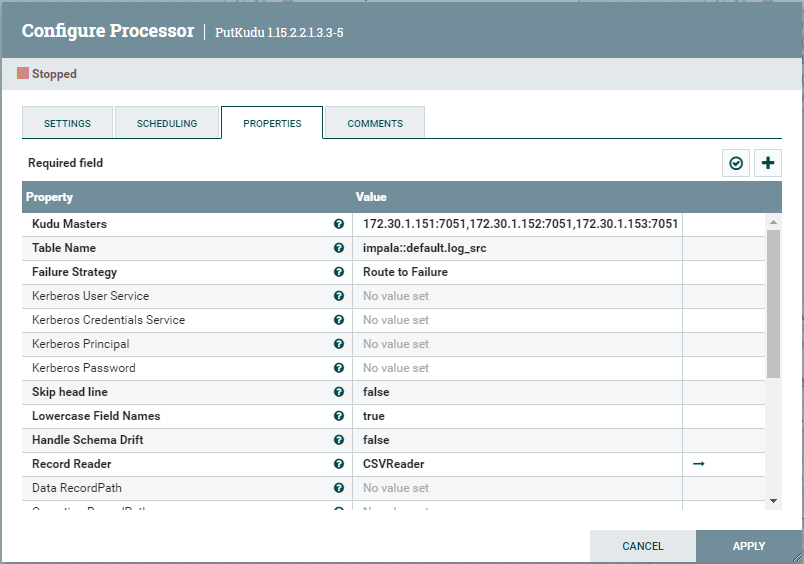 Configure Processor | PutKudu 1.15.2.2.1.3.3-5
Stopped
SETTINGS SCHEDULING PROPERTIES COMMENTS
Required field
Property Value
Kudu Masters 172.30.1.151:7051,172.30.1.152:7051,172.30.1.153:7051
Table Name impala::default.log_src
Failure Strategy Route to Failure
Kerberos User Service No value set
Kerberos Credentials Service No value set
Kerberos Principal No value set
Kerberos Password No value set
Skip head line false
Lowercase Field Names true
Handle Schema Drift false
Record Reader CSVReader
Data RecordPath No value set
CANCEL APPLY